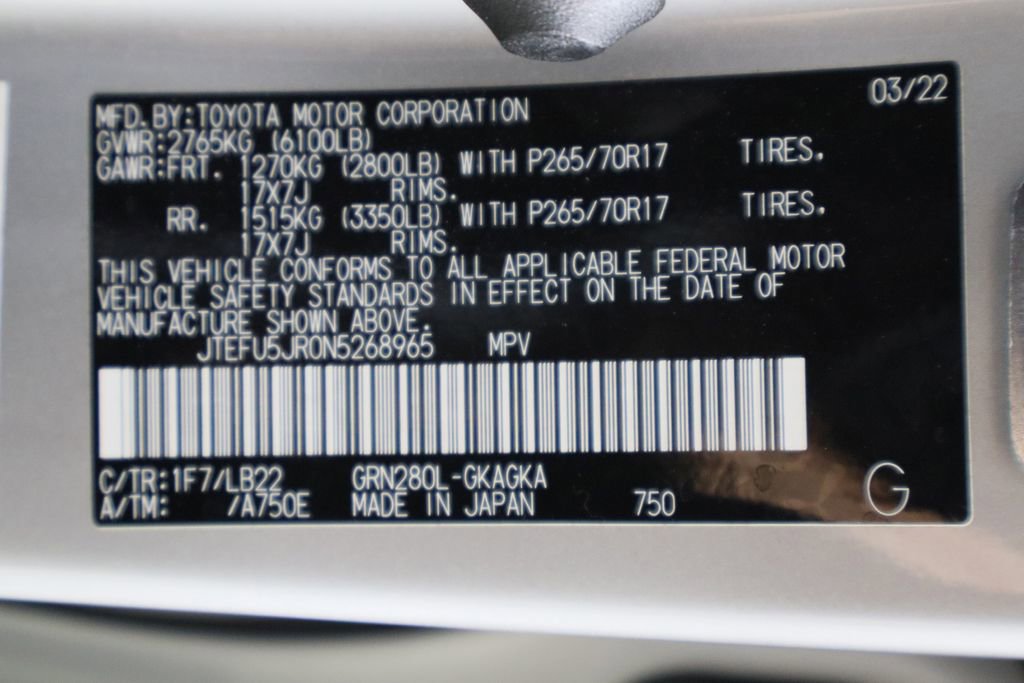 03/22
MFD.BY:TOYOTA MOTOR CORPORATION
GVWR:2765KG (6100LB)
GAWR:FRT. 1270KG (2800LB) WITH P265/70R17 TIRES.
17X7J RIMS.
RR. 1515KG (3350LB) WITH P265/70R17 TIRES.
17X7J RIMS.
THIS VEHICLE CONFORMS TO ALL APPLICABLE FEDERAL MOTOR
VEHICLE SAFETY STANDARDS IN EFFECT ON THE DATE OF
MANUFACTURE SHOWN ABOVE.
JTEFU5JR0N5268965 MPV
C/TR:1F7/LB22 GRN280L-GKAGKA
A/TM: /A750E MADE IN JAPAN 750
G